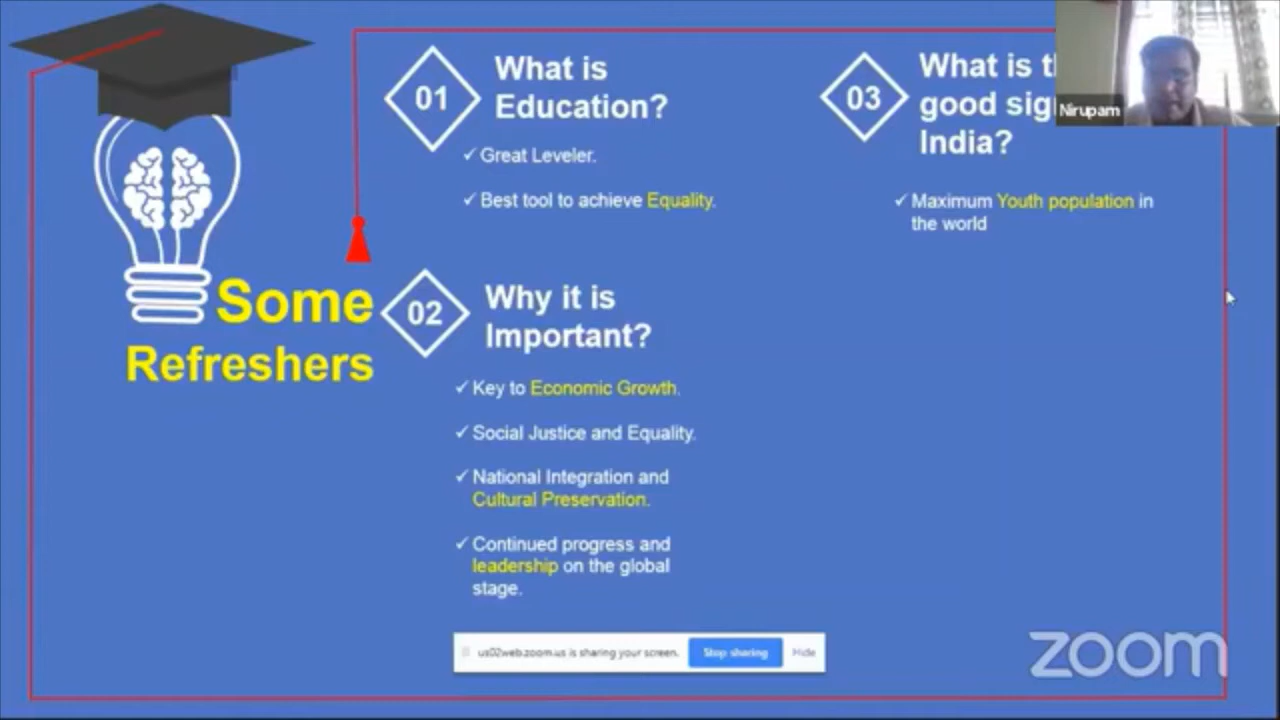 Some
Refreshers
01
What is
Education?
✓ Great Leveler.
✓ Best tool to achieve Equality.
02
Why it is
Important?
✓ Key to Economic Growth.
✓ Social Justice and Equality.
✓ National Integration and
Cultural Preservation.
✓ Continued progress and
leadership on the global
stage.
03
What is
good
India?
✓ Maximum Youth population in
the world
Nirupam
us02web.zoom.us is sharing your screen.
Stop sharing
Hide
zoom